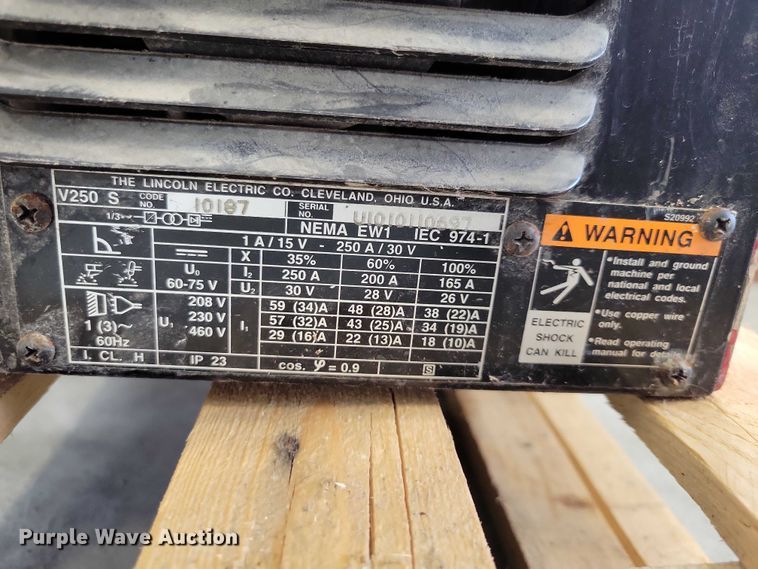 THE LINCOLN ELECTRIC CO. CLEVELAND, OHIO U.S.A.
V250 S CODE NO. 10187 SERIAL NO.
1/3~
NEMA EW1 IEC 974-1
1 A / 15 V - 250 A / 30 V
X 35% 60% 100%
U₀ 60-75 V
I₂ 250 A 200 A 165 A
U₂ 30 V 28 V 26 V
1 (3)~ 60Hz
U₁ 208 V I₁ 59 (34)A 48 (28)A 38 (22)A
230 V 57 (32)A 43 (25)A 34 (19)A
460 V 29 (16)A 22 (13)A 18 (10)A
I. CL. H IP 23 cos. φ = 0.9 S
S20992
WARNING
•Install and ground
machine per
national and local
electrical codes.
•Use copper wire
only.
•Read operating
manual for details.
ELECTRIC
SHOCK
CAN KILL
Purple Wave Auction